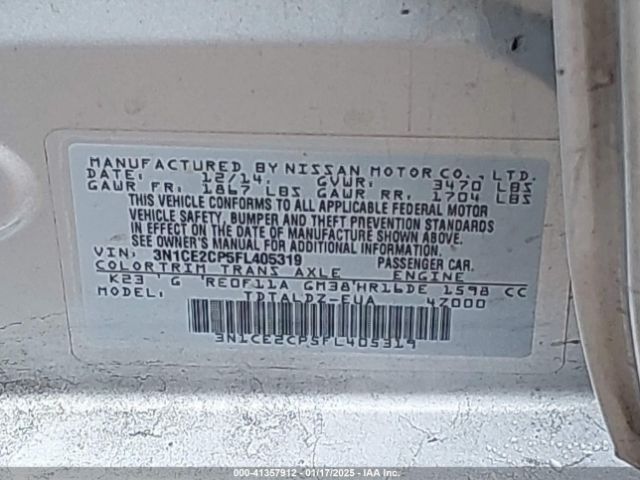 MANUFACTURED BY NISSAN MOTOR CO., LTD.
DATE: 12/14 GVWR: 3470 LBS
GAWR FR: 1867 LBS GAWR RR: 1704 LBS
THIS VEHICLE CONFORMS TO ALL APPLICABLE FEDERAL MOTOR
VEHICLE SAFETY, BUMPER AND THEFT PREVENTION STANDARDS
IN EFFECT ON THE DATE OF MANUFACTURE SHOWN ABOVE.
SEE OWNER'S MANUAL FOR ADDITIONAL INFORMATION.
VIN: 3N1CE2CP5FL405319 PASSENGER CAR.
COLOR TRIM TRANS AXLE ENGINE
K23 G RE0F11A GM38 HR16DE 1598 CC
TDTALDZ-EUA 4Z000
3N1CE2CP5FL405319
000-41357912 - 01/17/2025 - IAA Inc.